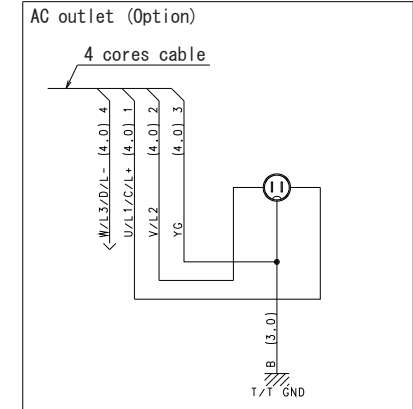 AC outlet (Option)
4 cores cable
W/L3/D/L- (4.0) 4
U/L1/C/L+ (4.0) 1
V/L2 (4.0) 2
YG (4.0) 3
B (3.0)
T/T GND